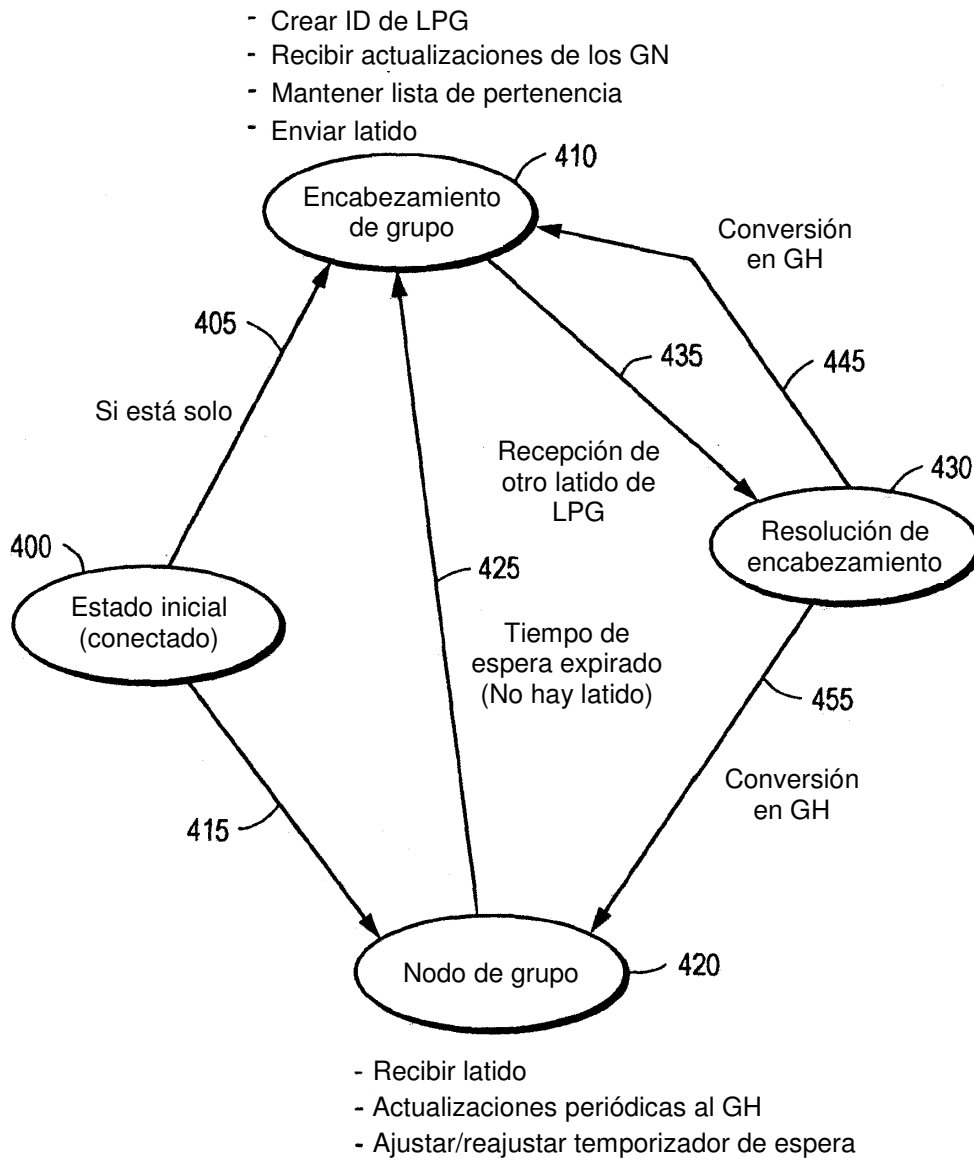 - Crear ID de LPG
- Recibir actualizaciones de los GN
- Mantener lista de pertenencia
- Enviar latido
410
Encabezamiento
de grupo
Conversión
en GH
405
435
445
Si está solo
Recepción de
otro latido de
LPG
430
Resolución de
encabezamiento
400
Estado inicial
(conectado)
425
Tiempo de
espera expirado
(No hay latido)
455
Conversión
en GH
415
Nodo de grupo
420
- Recibir latido
- Actualizaciones periódicas al GH
- Ajustar/reajustar temporizador de espera